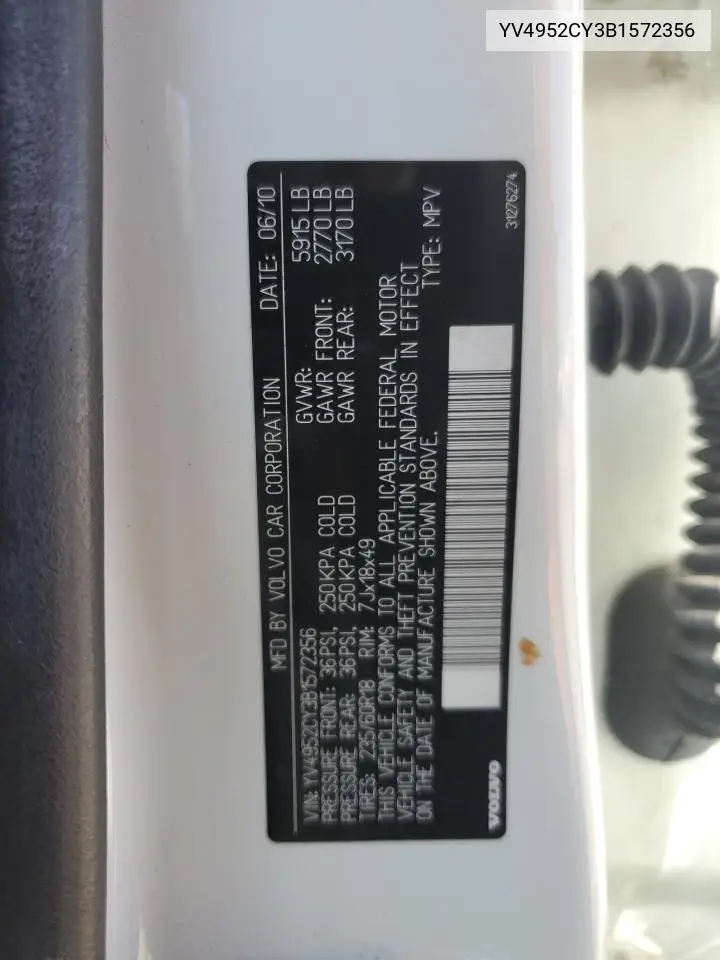 YV4952CY3B1572356
MFD BY VOLVO CAR CORPORATION DATE: 06/10
VIN: YV4952CY3B1572356 GVWR: 5915 LB
PRESSURE FRONT: 36PSI, 250KPA COLD GAWR FRONT: 2770 LB
PRESSURE REAR: 36PSI, 250KPA COLD GAWR REAR: 3170 LB
TIRES: 235/60R18 RIM: 7Jx18x49
THIS VEHICLE CONFORMS TO ALL APPLICABLE FEDERAL MOTOR
VEHICLE SAFETY AND THEFT PREVENTION STANDARDS IN EFFECT
ON THE DATE OF MANUFACTURE SHOWN ABOVE. TYPE: MPV
VOLVO
31276274